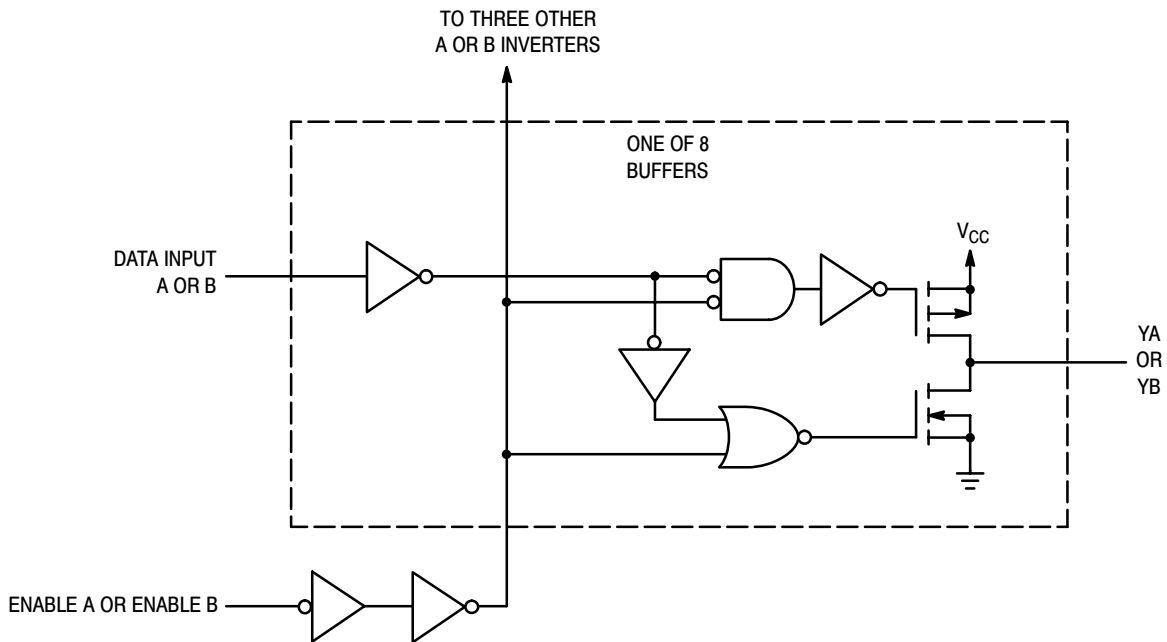 TO THREE OTHER
A OR B INVERTERS
ONE OF 8
BUFFERS
DATA INPUT
A OR B
VCC
YA
OR
YB
ENABLE A OR ENABLE B